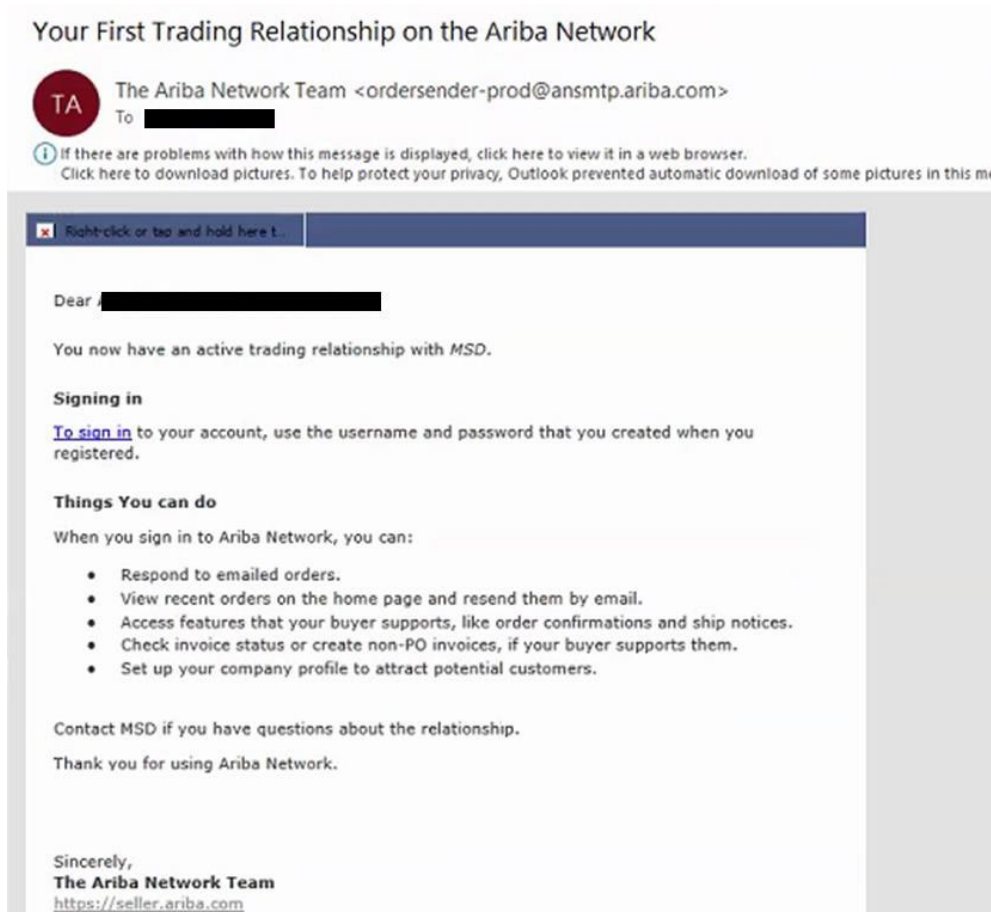 Your First Trading Relationship on the Ariba Network
TA
The Ariba Network Team <ordersender-prod@ansmtp.ariba.com>
To
If there are problems with how this message is displayed, click here to view it in a web browser.
Click here to download pictures. To help protect your privacy, Outlook prevented automatic download of some pictures in this
Right-click or tap and hold here t...
Dear
You now have an active trading relationship with MSD.
Signing in
To sign in to your account, use the username and password that you created when you
registered.
Things You can do
When you sign in to Ariba Network, you can:
• Respond to emailed orders.
• View recent orders on the home page and resend them by email.
• Access features that your buyer supports, like order confirmations and ship notices.
• Check invoice status or create non-PO invoices, if your buyer supports them.
• Set up your company profile to attract potential customers.
Contact MSD if you have questions about the relationship.
Thank you for using Ariba Network.
Sincerely,
The Ariba Network Team
https://seller.ariba.com